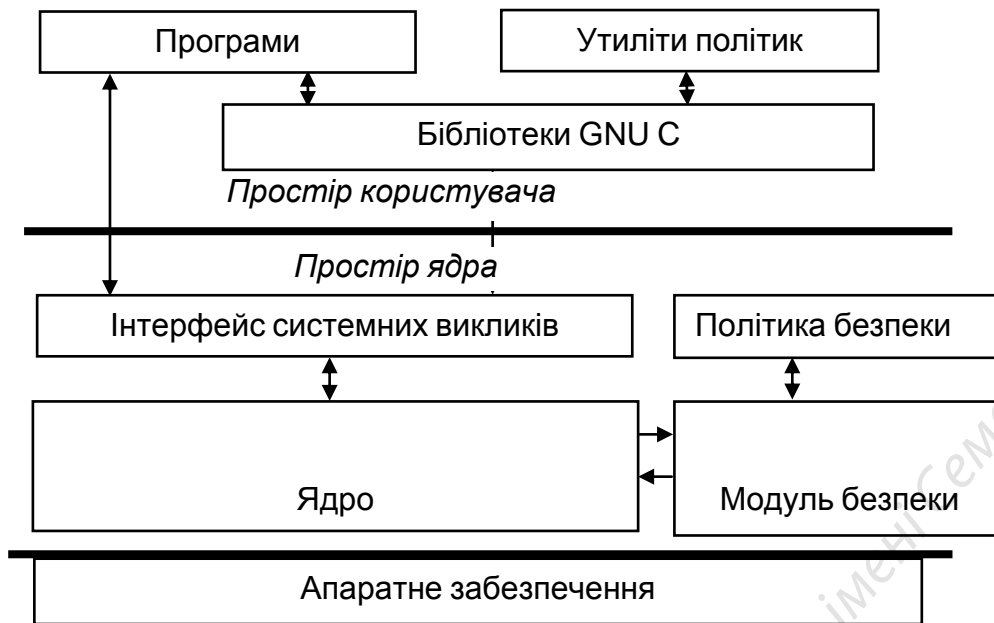 Програми
Утиліти політик
Бібліотеки GNU C
Простір користувача
Простір ядра
Інтерфейс системних викликів
Політика безпеки
Ядро
Модуль безпеки
Апаратне забезпечення
імені